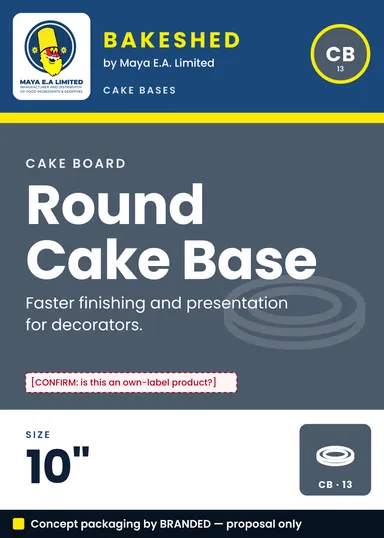 MAYA E.A LIMITED
MANUFACTURER AND DISTRIBUTOR
OF FOOD INGREDIENTS & ADDITIVES
BAKESHED
by Maya E.A. Limited
CAKE BASES
CB
13
CAKE BOARD
Round
Cake Base
Faster finishing and presentation
for decorators.
[CONFIRM: is this an own-label product?]
SIZE
10"
CB · 13
Concept packaging by BRANDED — proposal only